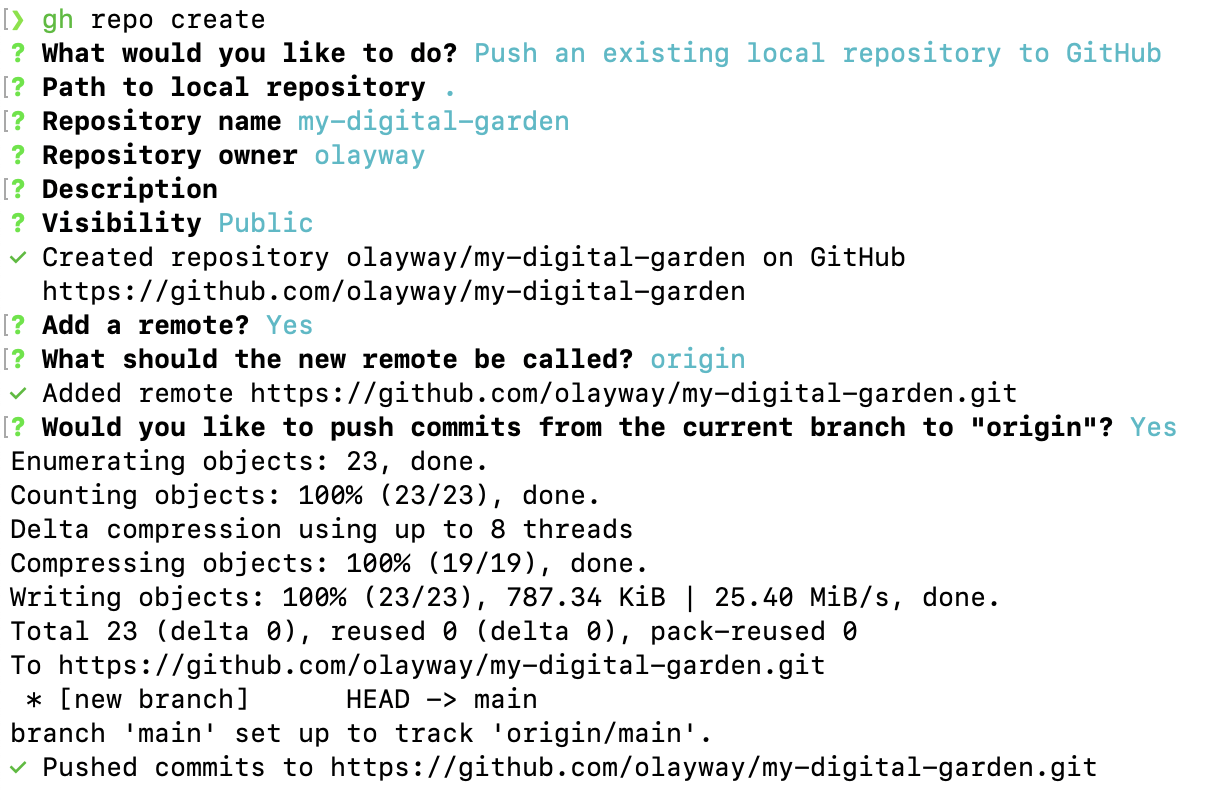 [❯ gh repo create
? What would you like to do? Push an existing local repository to GitHub
[? Path to local repository .
[? Repository name my-digital-garden
? Repository owner olayway
[? Description
? Visibility Public
✓ Created repository olayway/my-digital-garden on GitHub
https://github.com/olayway/my-digital-garden
[? Add a remote? Yes
[? What should the new remote be called? origin
✓ Added remote https://github.com/olayway/my-digital-garden.git
[? Would you like to push commits from the current branch to "origin"? Yes
Enumerating objects: 23, done.
Counting objects: 100% (23/23), done.
Delta compression using up to 8 threads
Compressing objects: 100% (19/19), done.
Writing objects: 100% (23/23), 787.34 KiB | 25.40 MiB/s, done.
Total 23 (delta 0), reused 0 (delta 0), pack-reused 0
To https://github.com/olayway/my-digital-garden.git
 * [new branch]      HEAD -> main
branch 'main' set up to track 'origin/main'.
✓ Pushed commits to https://github.com/olayway/my-digital-garden.git